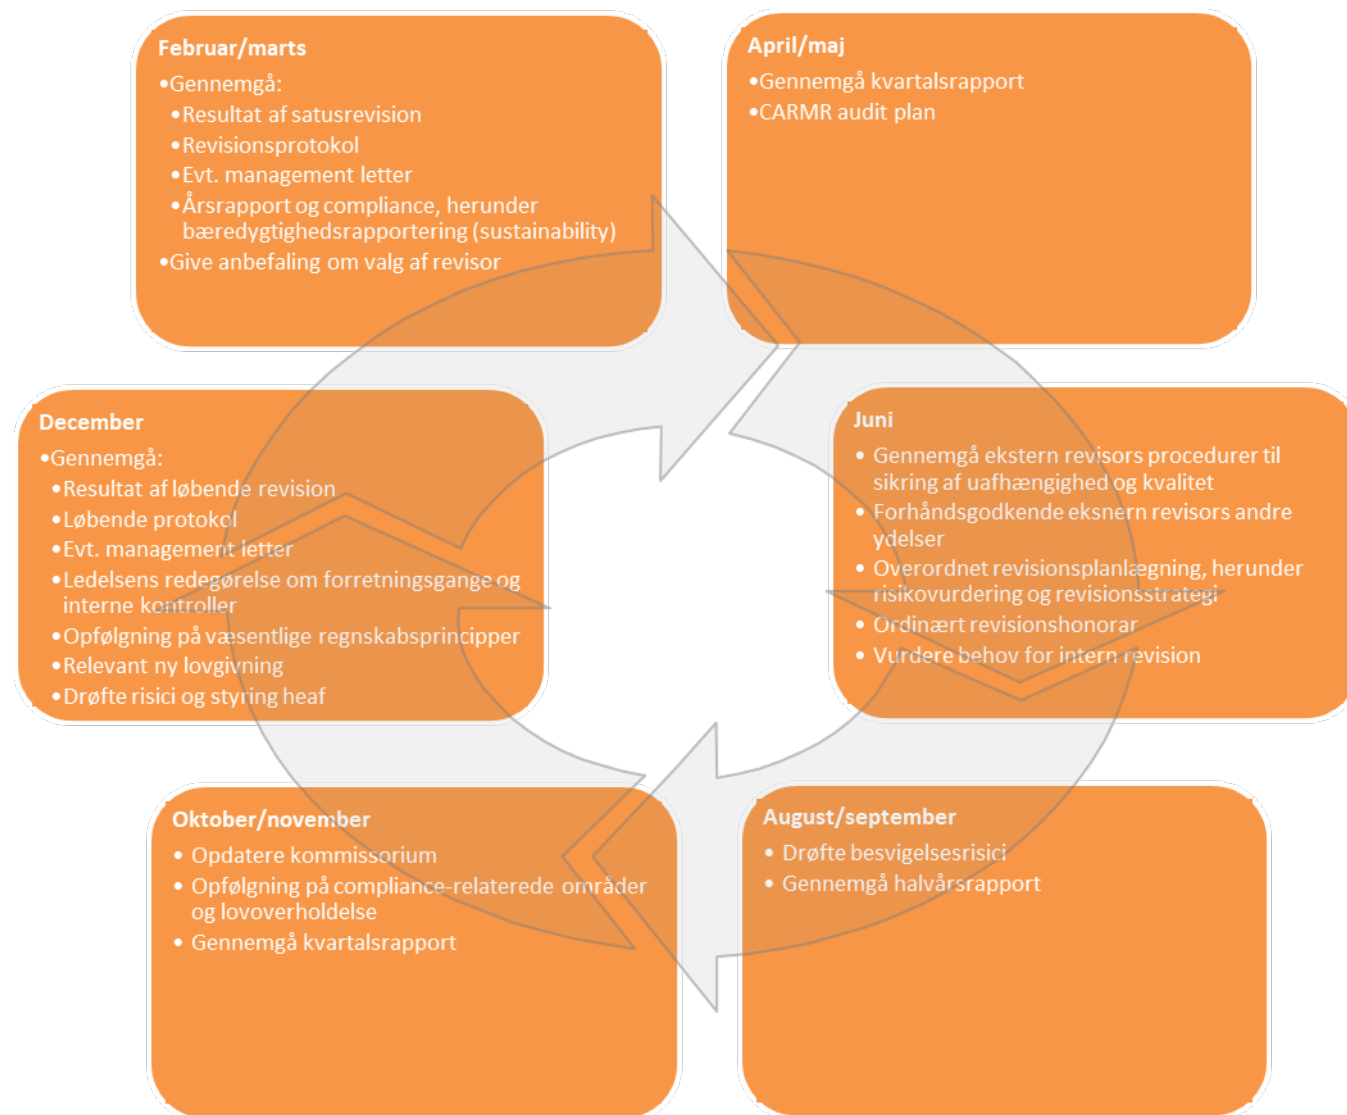 Februar/marts
•Gennemgå:
•Resultat af satusrevision
•Revisionsprotokol
•Evt. management letter
•Årsrapport og compliance, herunder
bæredygtighedsrapportering (sustainability)
•Give anbefaling om valg af revisor
April/maj
•Gennemgå kvartalsrapport
•CARMR audit plan
December
•Gennemgå:
•Resultat af løbende revision
•Løbende protokol
•Evt. management letter
•Ledelsens redegørelse om forretningsgange og
interne kontroller
•Opfølgning på væsentlige regnskabsprincipper
•Relevant ny lovgivning
•Drøfte risici og styring heaf
Juni
• Gennemgå ekstern revisors procedurer til
sikring af uafhængighed og kvalitet
• Forhåndsgodkende eksnern revisors andre
ydelser
• Overordnet revisionsplanlægning, herunder
risikovurdering og revisionsstrategi
• Ordinært revisionshonorar
• Vurdere behov for intern revision
Oktober/november
• Opdatere kommissorium
• Opfølgning på compliance-relaterede områder
og lovoverholdelse
• Gennemgå kvartalsrapport
August/september
• Drøfte besvigelsesrisici
• Gennemgå halvårsrapport